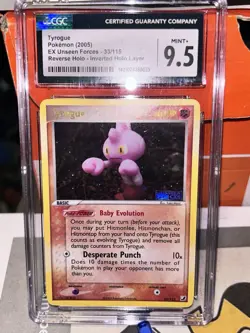 CGC
CERTIFIED GUARANTY COMPANY
Tyrogue
Pokémon (2005)
EX Unseen Forces - 33/115
Reverse Holo - Inverted Holo Layer
MINT+
9.5
Tyrogue
BASIC
Baby Evolution
Once during your turn (before your attack), you
may put Hitmonlee, Hitmonchan, or
Hitmontop from your hand onto Tyrogue (this
counts as evolving Tyrogue) and remove all
damage counters from Tyrogue.
Desperate Punch
10
Does 10 damage times the number of
Pokémon in play your opponent has more
than you.